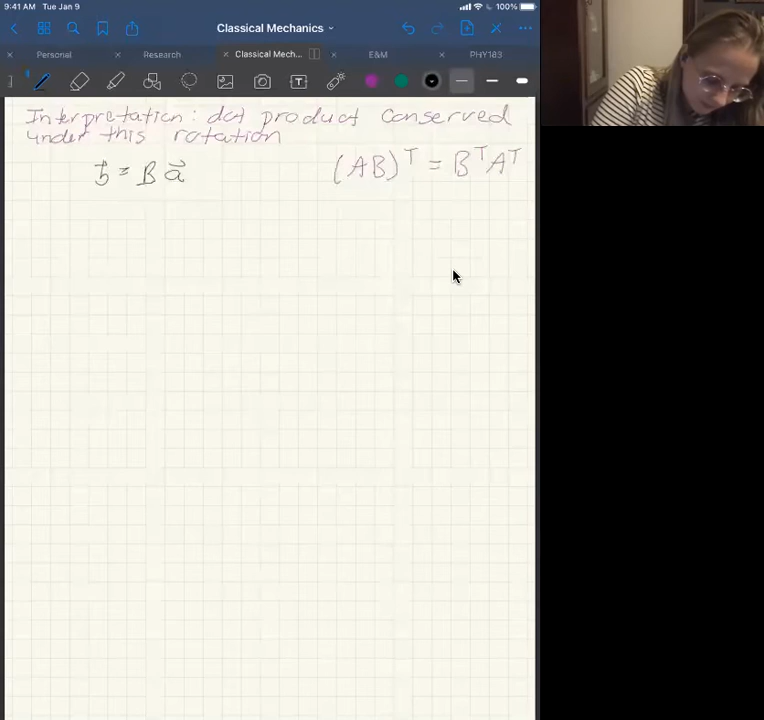 9:41 AM Tue Jan 9
100%
Classical Mechanics
Personal
Research
Classical Mech...
E&M
PHY183
Interpretation: dot product conserved
under this rotation
b⃗ = B a⃗
(AB)ᵀ = BᵀAᵀ